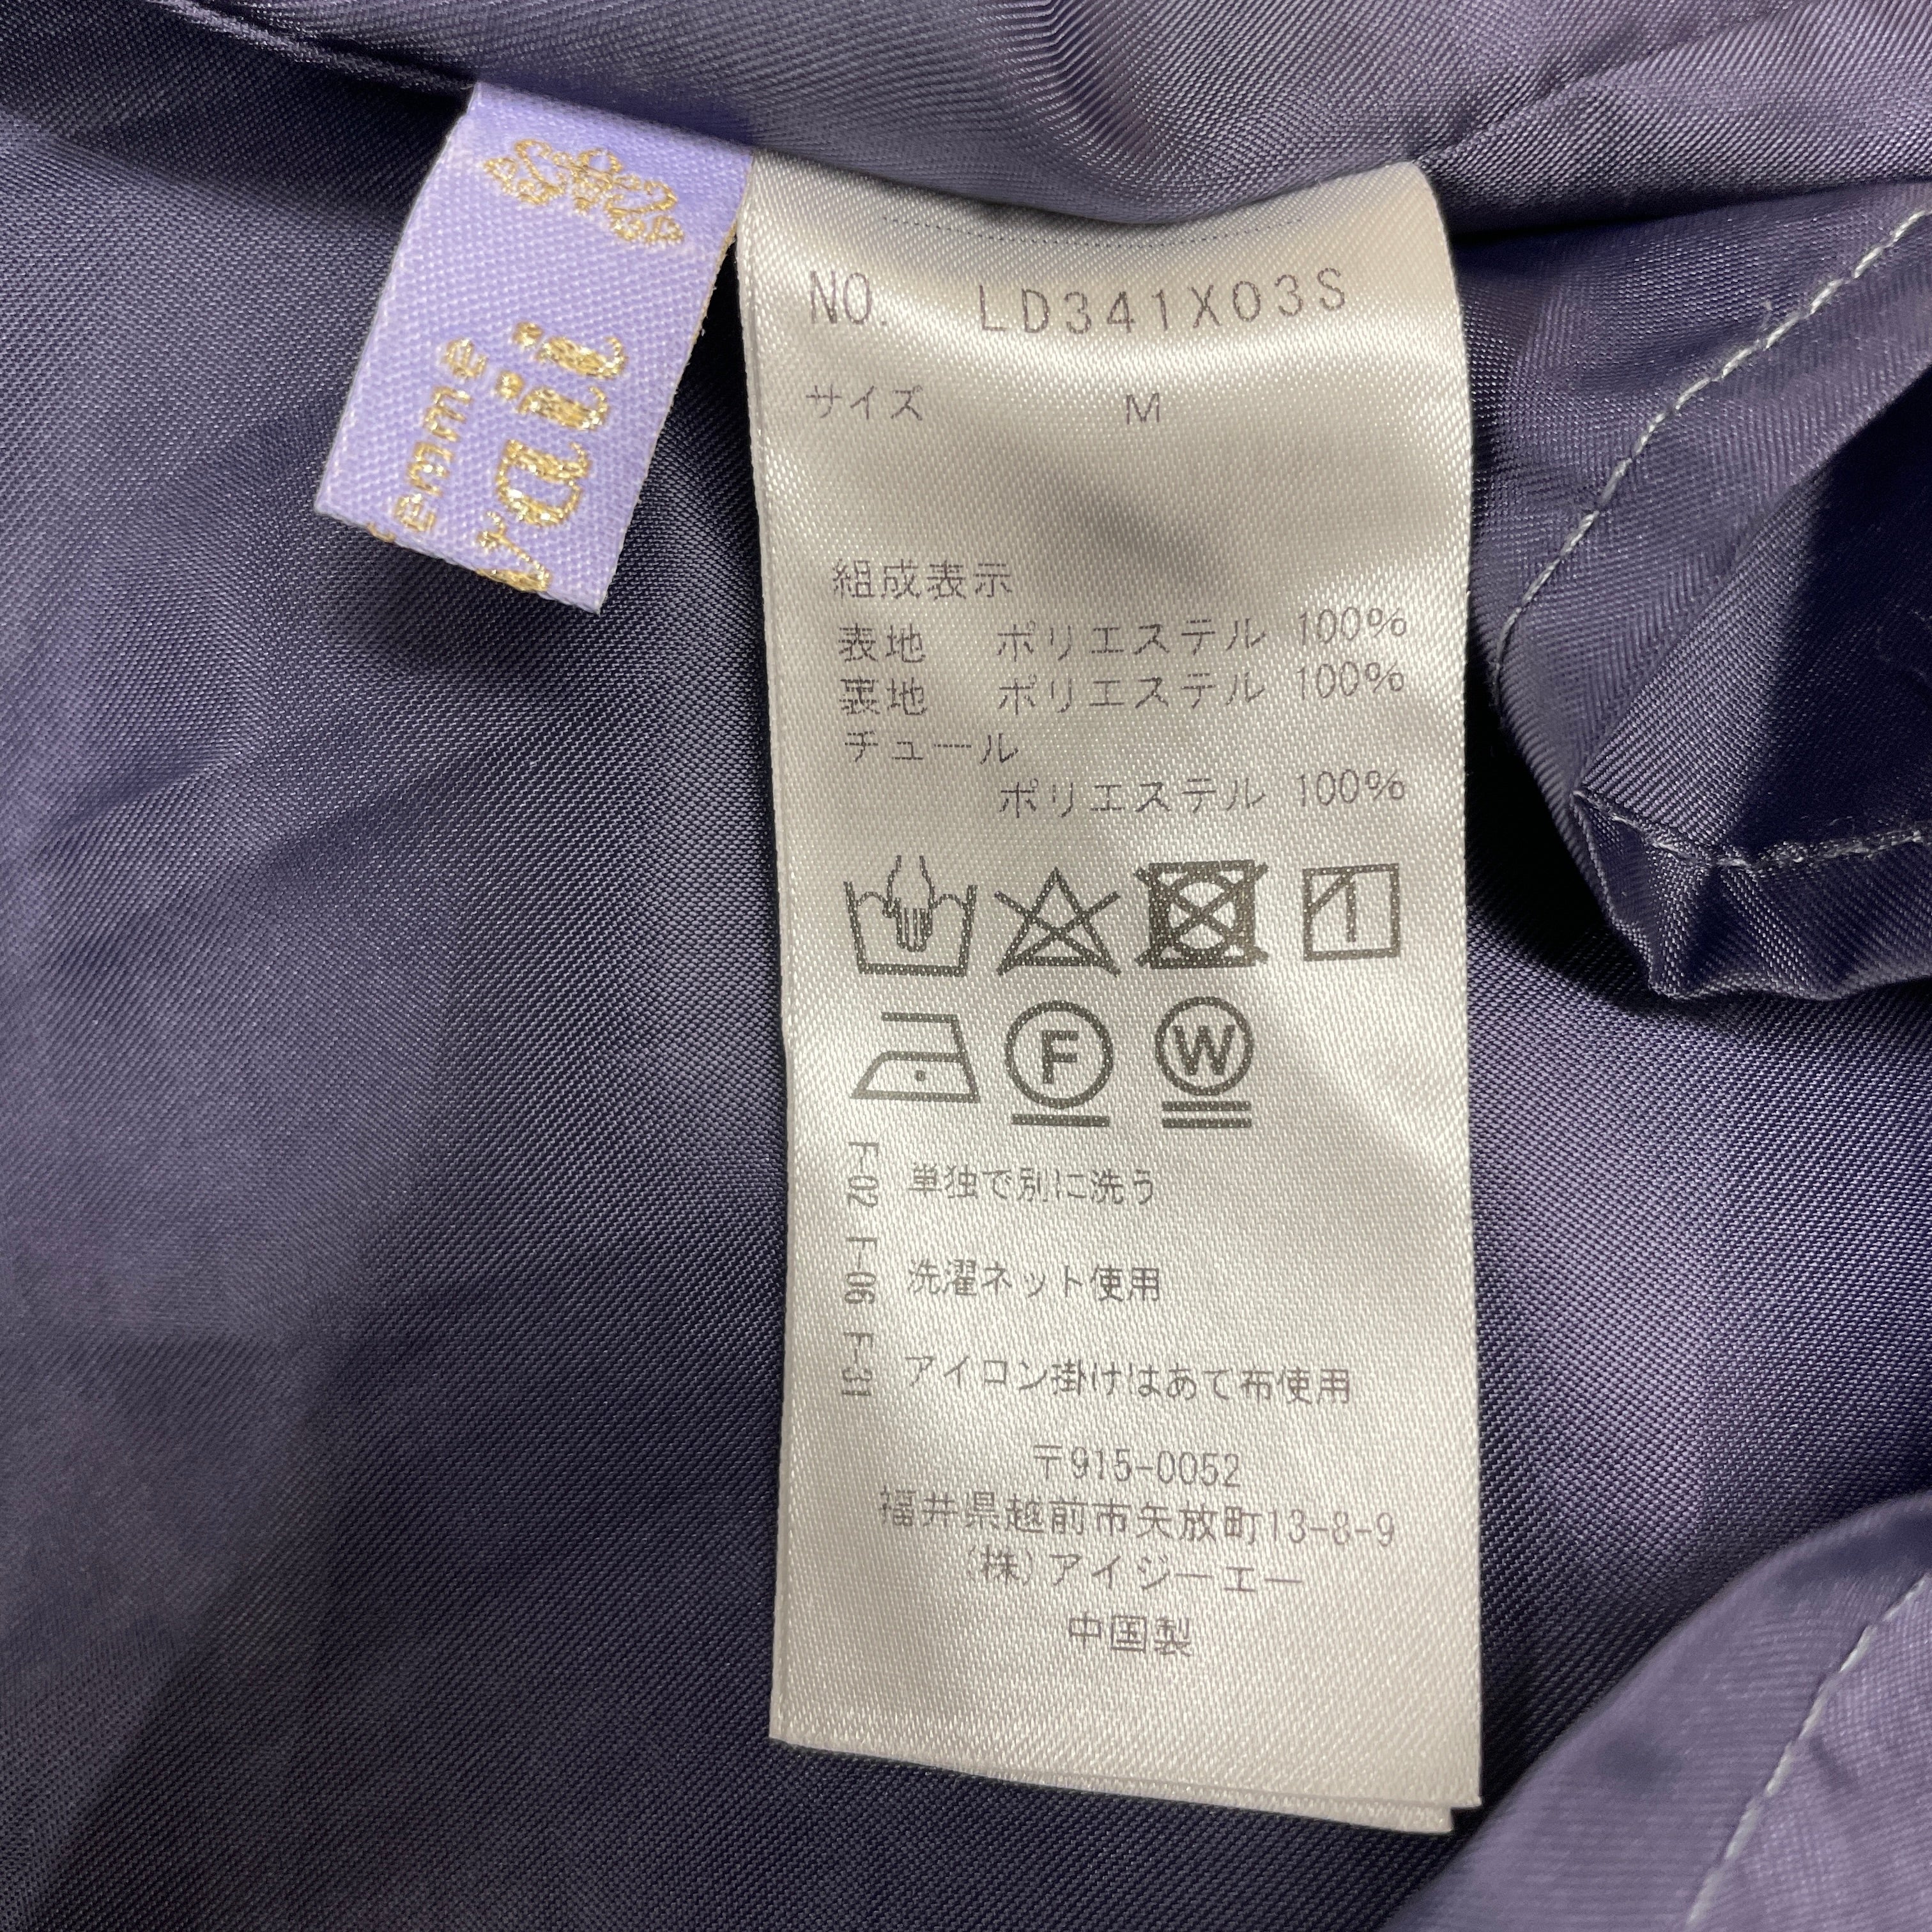 emme
aii
NO. LD341X03S
サイズ M
組成表示
表地 ポリエステル 100%
裏地 ポリエステル 100%
チュール
ポリエステル 100%
F
W
F-02 F-06 F-31
単独で別に洗う
洗濯ネット使用
アイロン掛けはあて布使用
〒915-0052
福井県越前市矢放町13-8-9
(株)アイジーエー
中国製